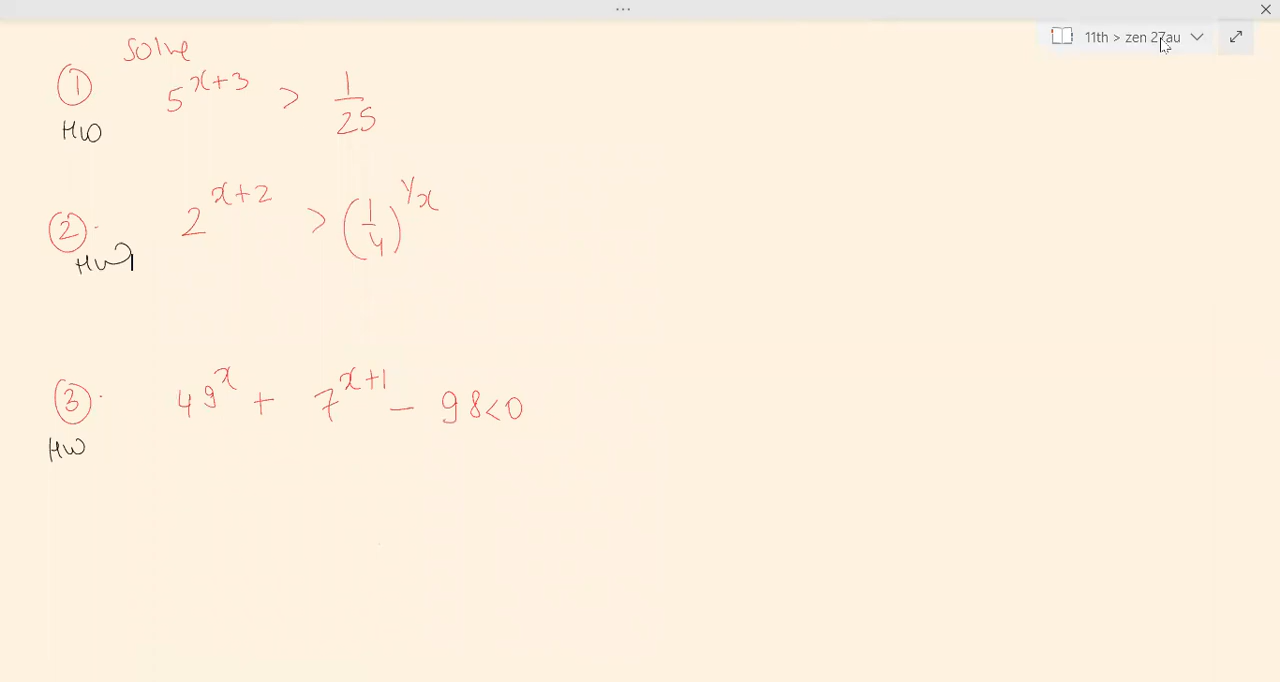 ...
11th > zen 27au
Solve
① 5^{x+3} > 1/25
HW
② 2^{x+2} > (1/4)^{1/x}
HW
③ 49^x + 7^{x+1} - 98 < 0
HW